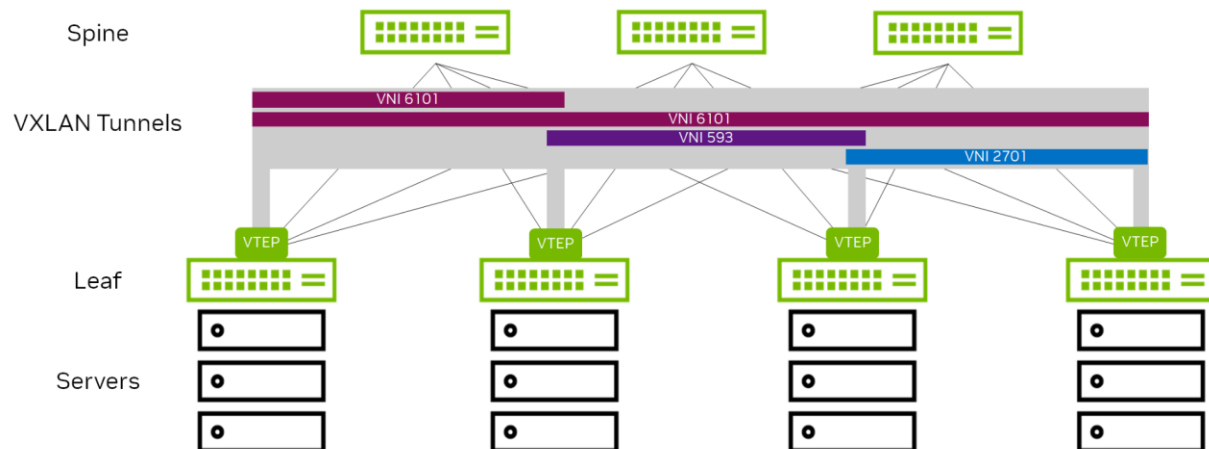 Spine
VNI 6101
VXLAN Tunnels
VNI 6101
VNI 593
VNI 2701
VTEP
VTEP
VTEP
VTEP
Leaf
Servers